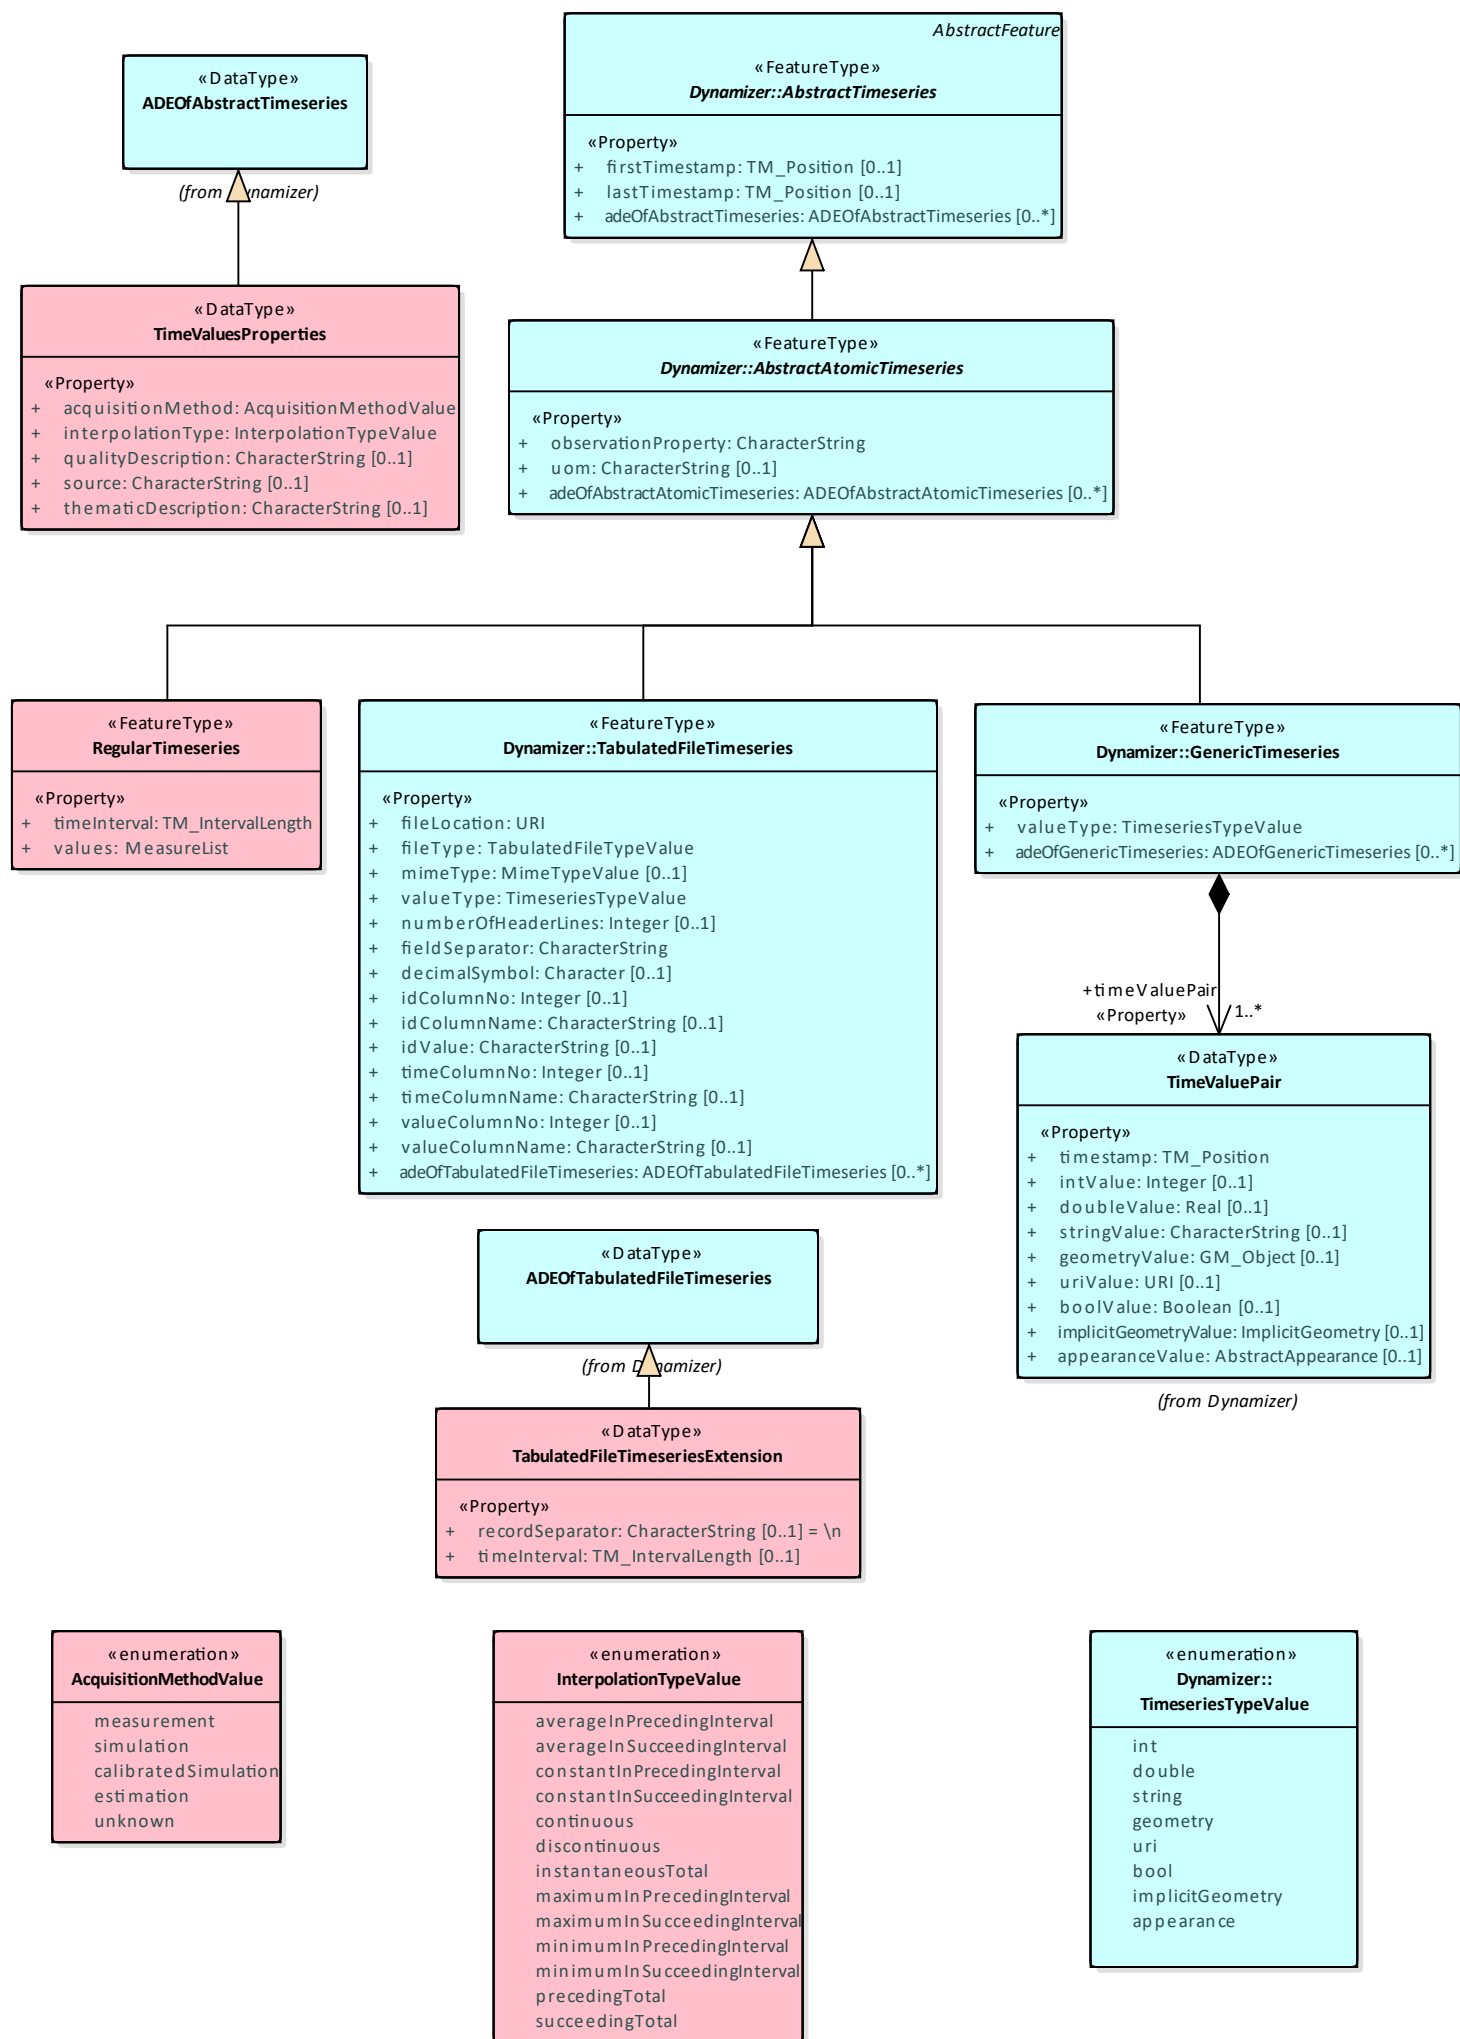 AbstractFeature
«FeatureType»
Dynamizer::AbstractTimeseries
«Property»
+ firstTimestamp: TM_Position [0..1]
+ lastTimestamp: TM_Position [0..1]
+ adeOfAbstractTimeseries: ADEOfAbstractTimeseries [0..*]
«DataType»
ADEOfAbstractTimeseries
(from Dynamizer)
«DataType»
TimeValuesProperties
«Property»
+ acquisitionMethod: AcquisitionMethodValue
+ interpolationType: InterpolationTypeValue
+ qualityDescription: CharacterString [0..1]
+ source: CharacterString [0..1]
+ thematicDescription: CharacterString [0..1]
«FeatureType»
Dynamizer::AbstractAtomicTimeseries
«Property»
+ observationProperty: CharacterString
+ uom: CharacterString [0..1]
+ adeOfAbstractAtomicTimeseries: ADEOfAbstractAtomicTimeseries [0..*]
«FeatureType»
RegularTimeseries
«Property»
+ timeInterval: TM_IntervalLength
+ values: MeasureList
«FeatureType»
Dynamizer::TabulatedFileTimeseries
«Property»
+ fileLocation: URI
+ fileType: TabulatedFileTypeValue
+ mimeType: MimeTypeValue [0..1]
+ valueType: TimeseriesTypeValue
+ numberOfHeaderLines: Integer [0..1]
+ fieldSeparator: CharacterString
+ decimalSymbol: Character [0..1]
+ idColumnNo: Integer [0..1]
+ idColumnName: CharacterString [0..1]
+ idValue: CharacterString [0..1]
+ timeColumnNo: Integer [0..1]
+ timeColumnName: CharacterString [0..1]
+ valueColumnNo: Integer [0..1]
+ valueColumnName: CharacterString [0..1]
+ adeOfTabulatedFileTimeseries: ADEOfTabulatedFileTimeseries [0..*]
«FeatureType»
Dynamizer::GenericTimeseries
«Property»
+ valueType: TimeseriesTypeValue
+ adeOfGenericTimeseries: ADEOfGenericTimeseries [0..*]
+timeValuePair
«Property» 1..*
«DataType»
TimeValuePair
«Property»
+ timestamp: TM_Position
+ intValue: Integer [0..1]
+ doubleValue: Real [0..1]
+ stringValue: CharacterString [0..1]
+ geometryValue: GM_Object [0..1]
+ uriValue: URI [0..1]
+ boolValue: Boolean [0..1]
+ implicitGeometryValue: ImplicitGeometry [0..1]
+ appearanceValue: AbstractAppearance [0..1]
(from Dynamizer)
«DataType»
ADEOfTabulatedFileTimeseries
(from Dynamizer)
«DataType»
TabulatedFileTimeseriesExtension
«Property»
+ recordSeparator: CharacterString [0..1] = \n
+ timeInterval: TM_IntervalLength [0..1]
«enumeration»
AcquisitionMethodValue
measurement
simulation
calibratedSimulation
estimation
unknown
«enumeration»
InterpolationTypeValue
averageInPrecedingInterval
averageInSucceedingInterval
constantInPrecedingInterval
constantInSucceedingInterval
continuous
discontinuous
instantaneousTotal
maximumInPrecedingInterval
maximumInSucceedingInterval
minimumInPrecedingInterval
minimumInSucceedingInterval
precedingTotal
succeedingTotal
«enumeration»
Dynamizer::
TimeseriesTypeValue
int
double
string
geometry
uri
bool
implicitGeometry
appearance